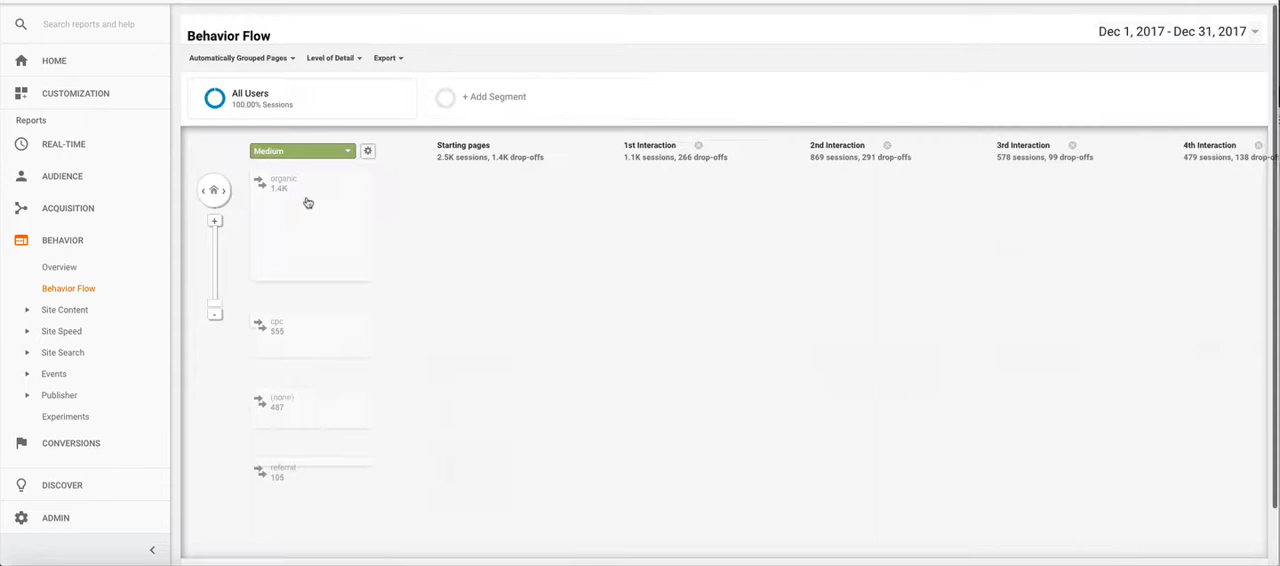 Search reports and help
HOME
CUSTOMIZATION
Reports
REAL-TIME
AUDIENCE
ACQUISITION
BEHAVIOR
Overview
Behavior Flow
Site Content
Site Speed
Site Search
Events
Publisher
Experiments
CONVERSIONS
DISCOVER
ADMIN
Behavior Flow
Dec 1, 2017 - Dec 31, 2017
Automatically Grouped Pages
Level of Detail
Export
All Users
100.00% Sessions
+ Add Segment
Medium
Starting pages
2.5K sessions, 1.4K drop-offs
1st Interaction
1.1K sessions, 266 drop-offs
2nd Interaction
869 sessions, 291 drop-offs
3rd Interaction
578 sessions, 99 drop-offs
4th Interaction
479 sessions, 138 drop-of
organic
1.4K
cpc
555
(none)
487
referral
105
+
-